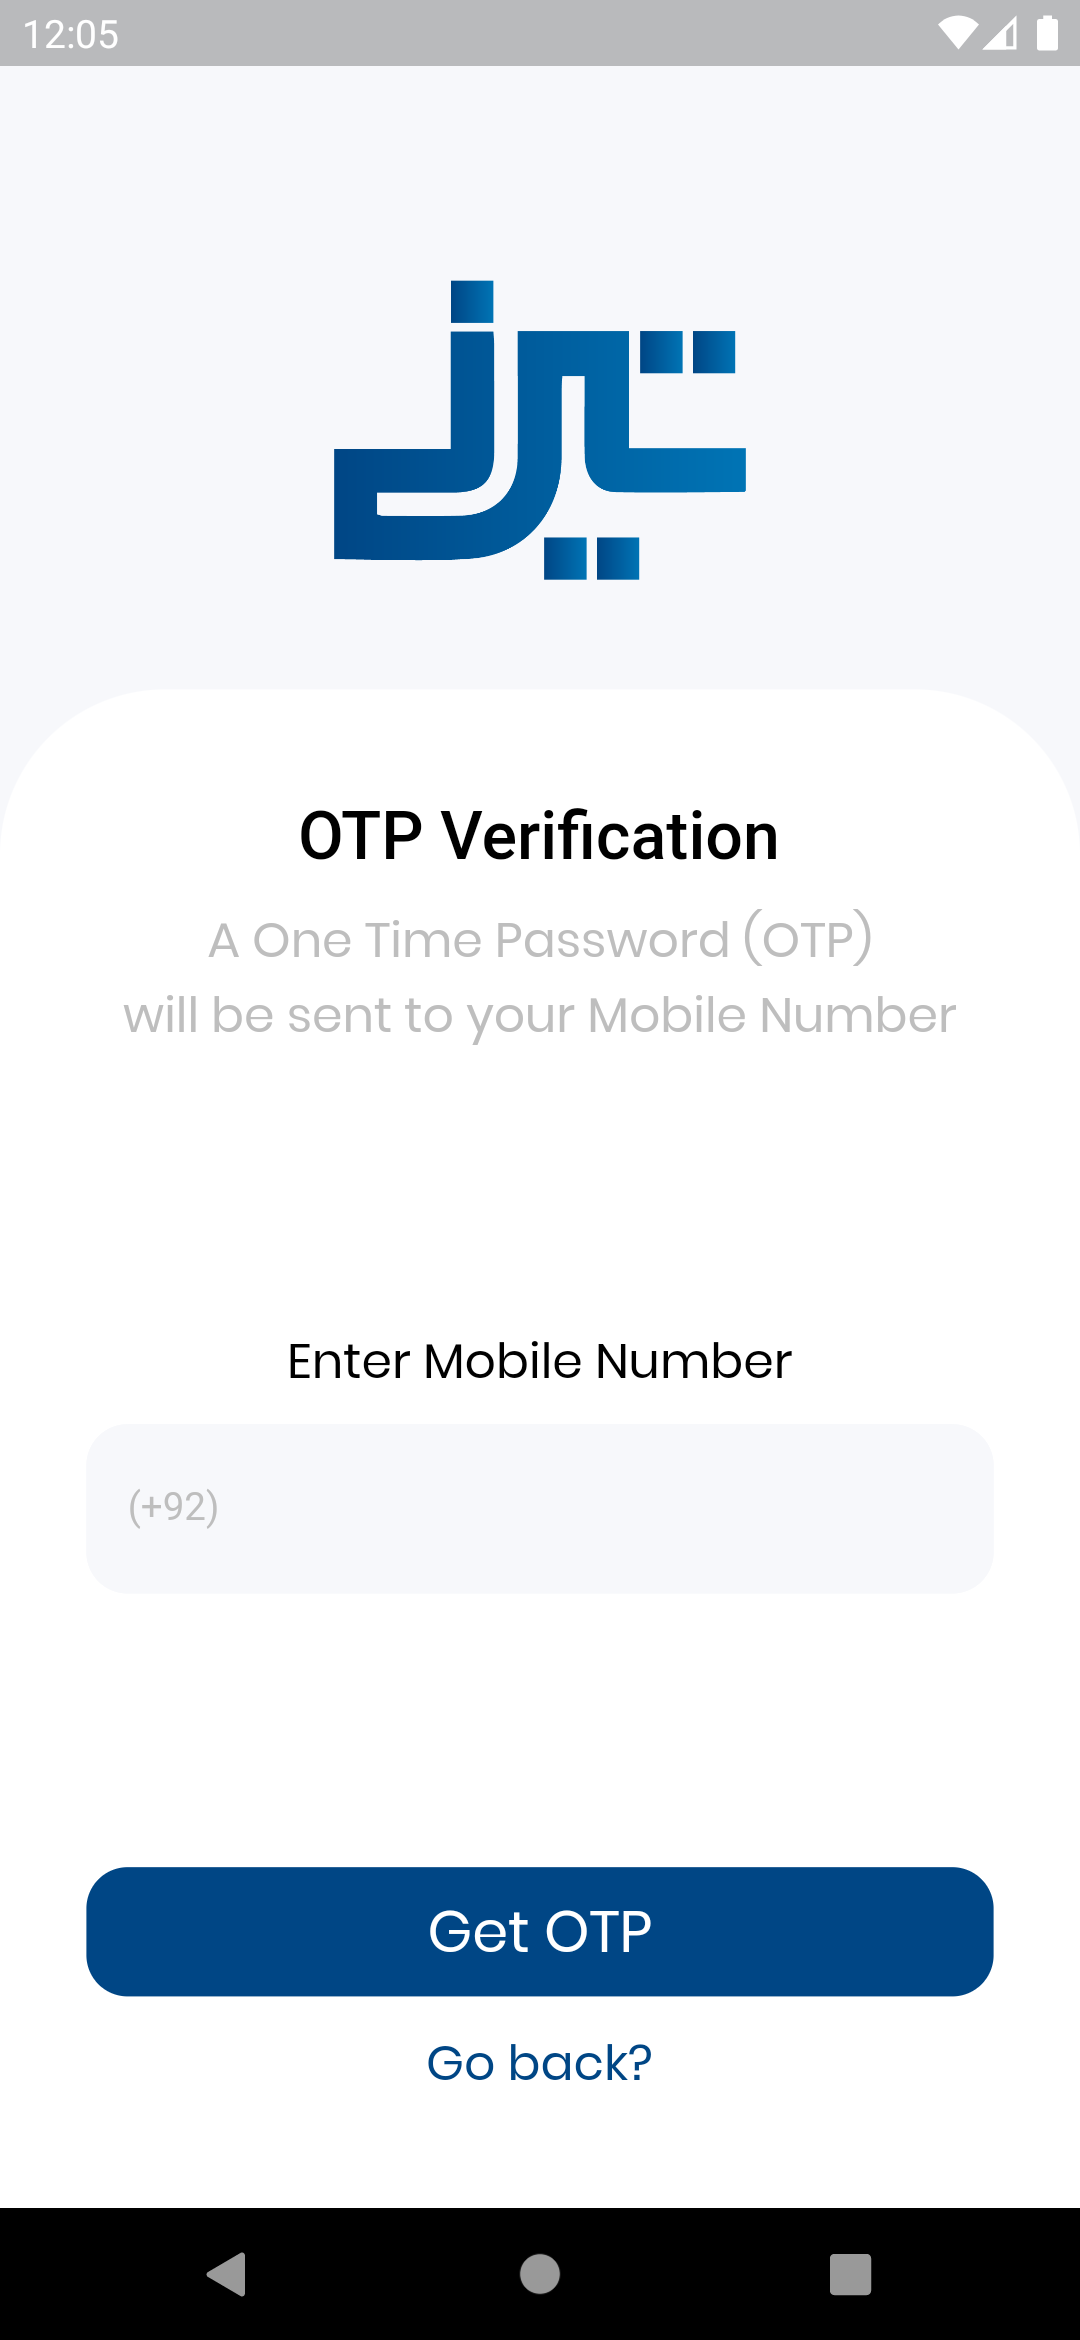 12:05
تیز
OTP Verification
A One Time Password (OTP)
will be sent to your Mobile Number
Enter Mobile Number
(+92)
Get OTP
Go back?